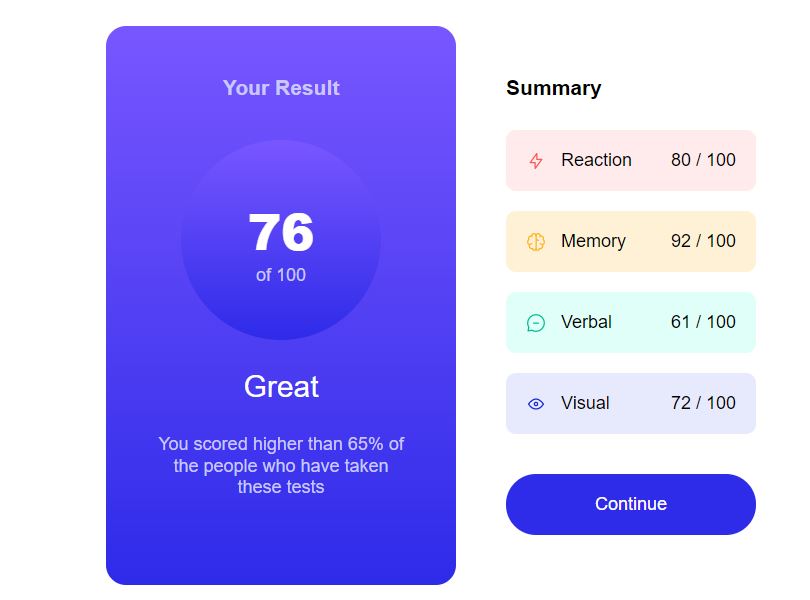 Your Result
76
of 100
Great
You scored higher than 65% of
the people who have taken
these tests
Summary
Reaction 80 / 100
Memory 92 / 100
Verbal 61 / 100
Visual 72 / 100
Continue